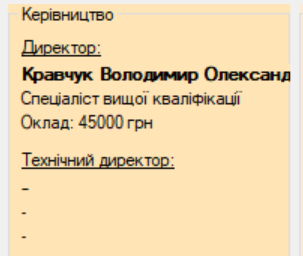 Керівництво
Директор:
Кравчук Володимир Олександ
Спеціаліст вищої кваліфікації
Оклад: 45000 грн
Технічний директор:
-
-
-